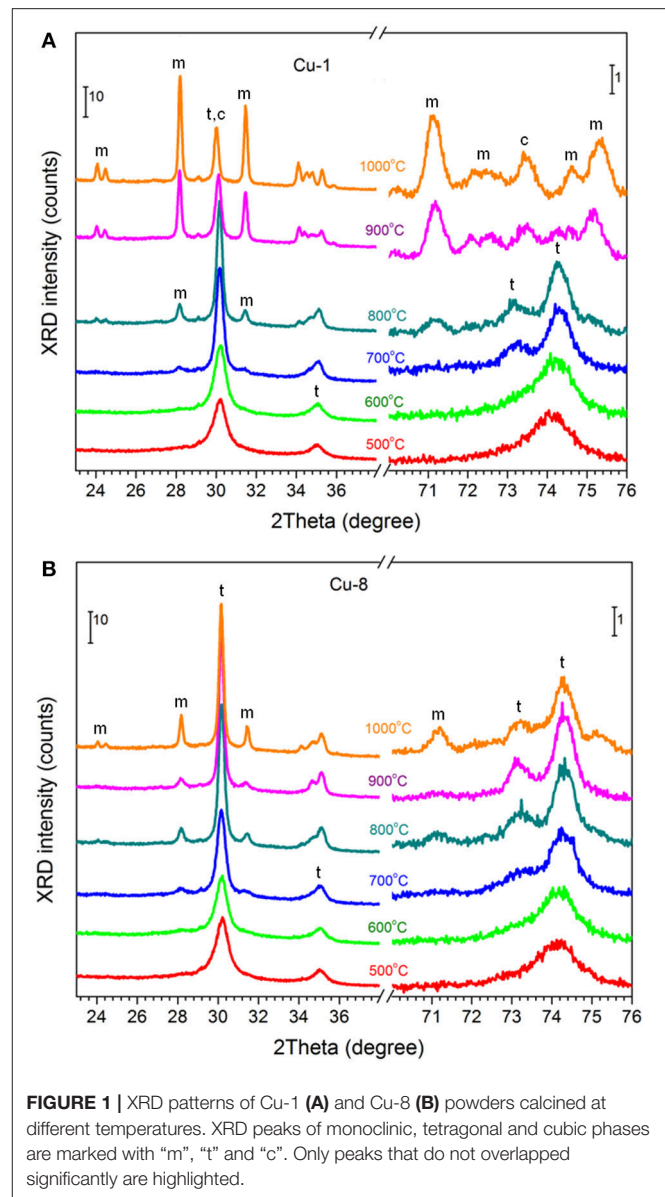 A
Cu-1
10
1
m
m
t,c
m
m
m
c
m
m
1000°C
900°C
t
t
m
m
800°C
700°C
t
600°C
500°C
XRD intensity (counts)
24 26 28 30 32 34 36 71 72 73 74 75 76
2Theta (degree)
B
Cu-8
10
1
t
m
m
m
1000°C
m
t
t
900°C
800°C
t
700°C
600°C
500°C
XRD intensity (counts)
24 26 28 30 32 34 36 71 72 73 74 75 76
2Theta (degree)
FIGURE 1 | XRD patterns of Cu-1 (A) and Cu-8 (B) powders calcined at
different temperatures. XRD peaks of monoclinic, tetragonal and cubic phases
are marked with “m”, “t” and “c”. Only peaks that do not overlapped
significantly are highlighted.